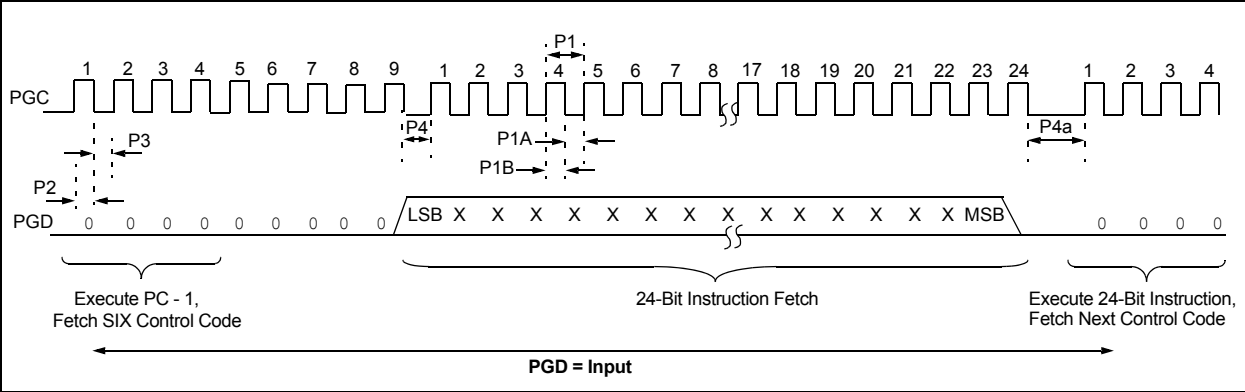 P1
1 2 3 4 5 6 7 8 9 1 2 3 4 5 6 7 8 17 18 19 20 21 22 23 24 1 2 3 4
PGC
P4
P4a
P3
P1A
P1B
P2
PGD 0 0 0 0 0 0 0 0 0 LSB X X X X X X X X X X X X X X MSB 0 0 0 0
Execute PC - 1,
Fetch SIX Control Code
24-Bit Instruction Fetch
Execute 24-Bit Instruction,
Fetch Next Control Code
PGD = Input